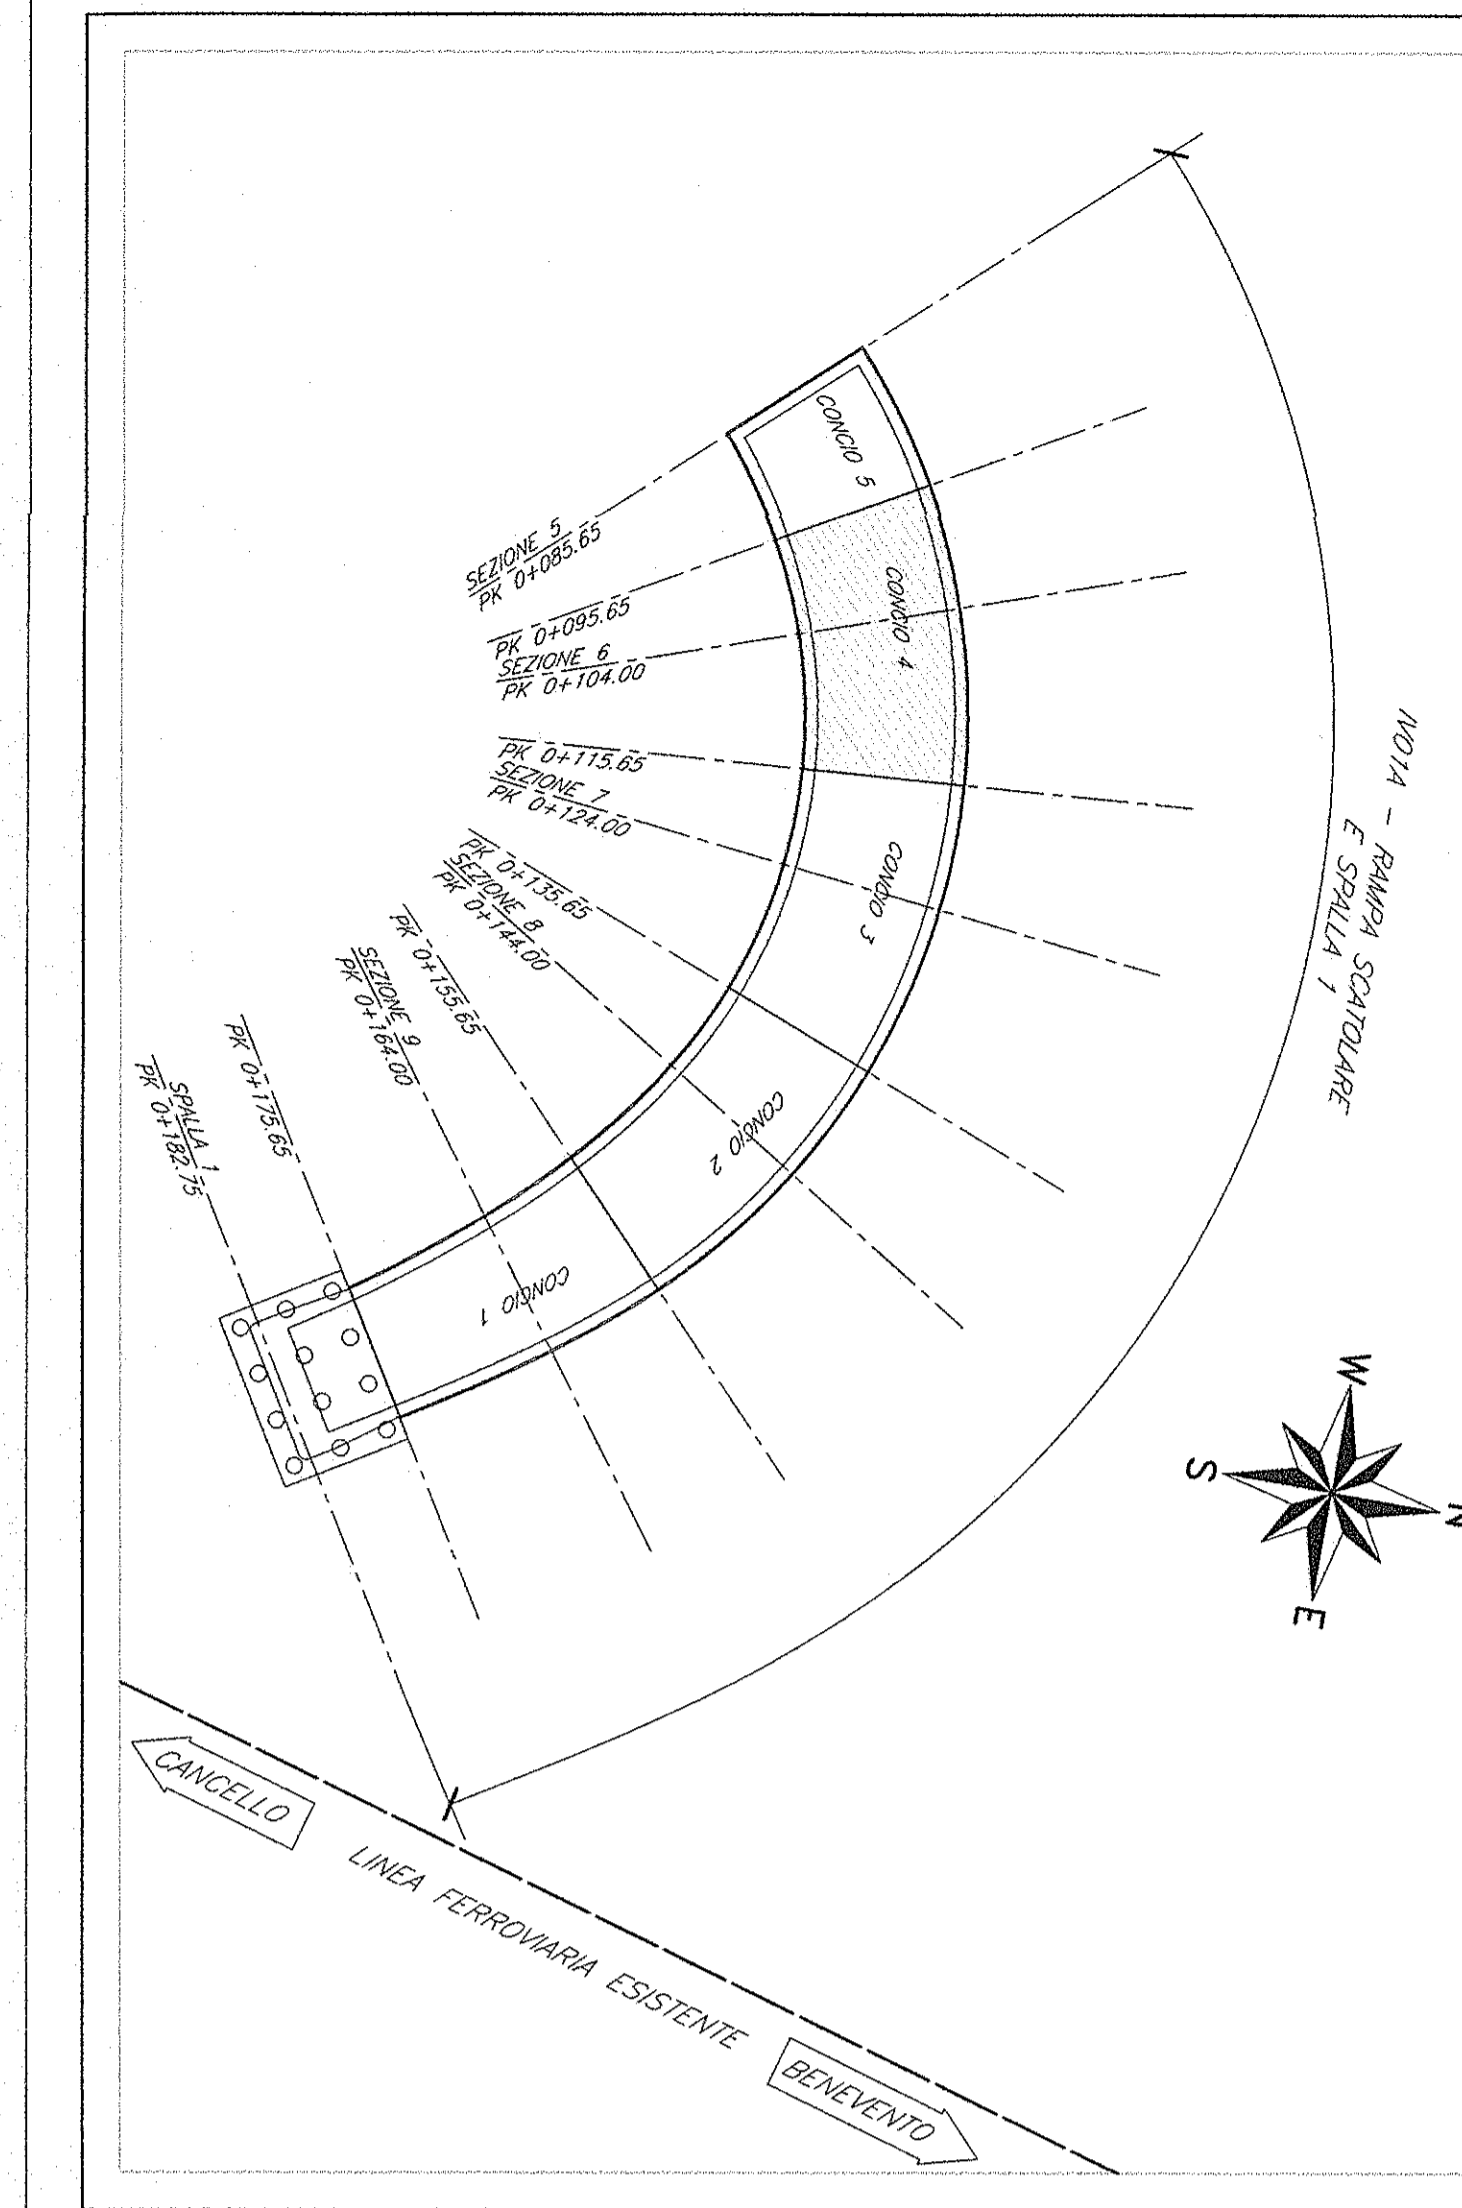 SEZIONE 5
PK 0+085.65
PK 0+095.65
SEZIONE 6
PK 0+104.00
PK 0+115.65
SEZIONE 7
PK 0+124.00
PK 0+135.65
SEZIONE 8
PK 0+144.00
PK 0+155.65
SEZIONE 9
PK 0+164.00
PK 0+175.65
SPALLA 1
PK 0+182.75
CONCIO 5
CONCIO 4
CONCIO 3
CONCIO 2
CONCIO 1
IV01A - RAMPA SCATOLARE
E SPALLA 1
W
S
N
E
CANCELLO
LINEA FERROVIARIA ESISTENTE
BENEVENTO